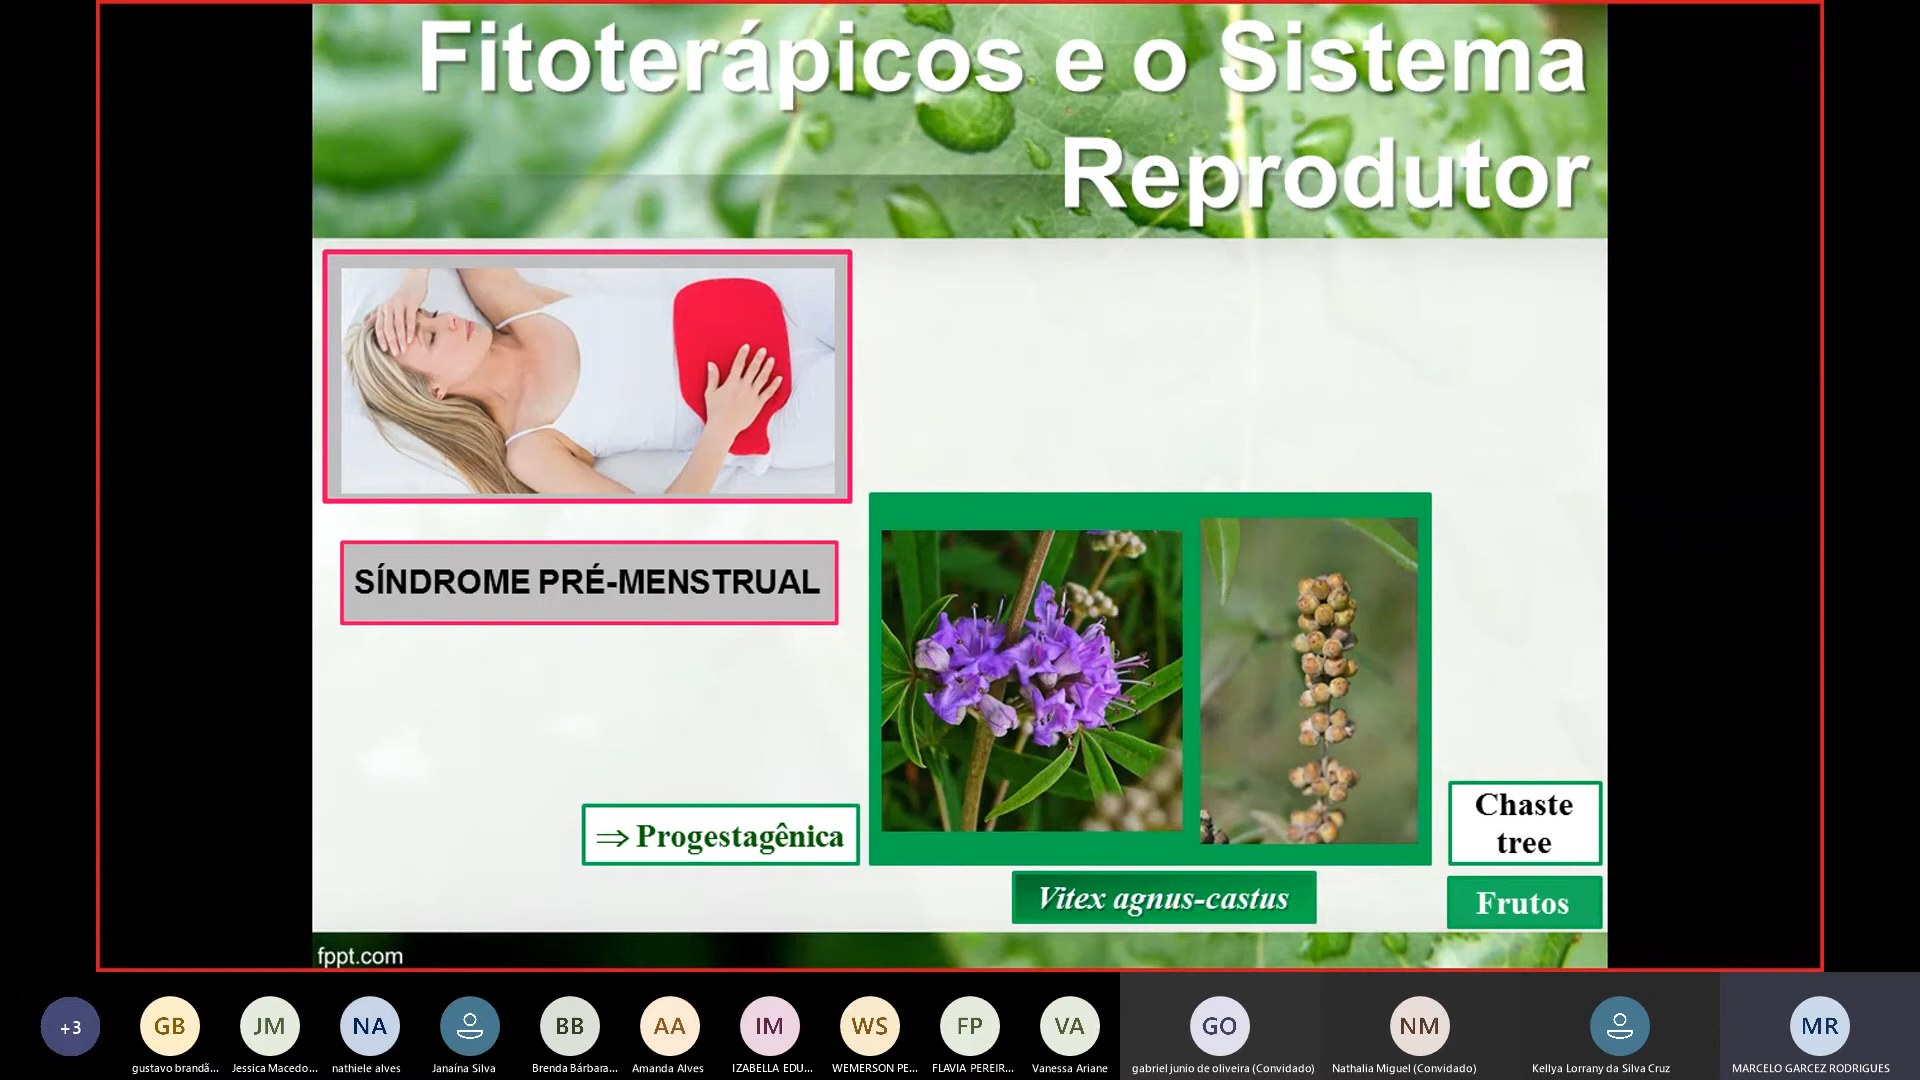 Fitoterápicos e o Sistema
Reprodutor
SÍNDROME PRÉ-MENSTRUAL
⇒ Progestagênica
Vitex agnus-castus
Chaste
tree
Frutos
fppt.com
+3
GB
JM
NA
BB
AA
IM
WS
FP
VA
GO
NM
MR
gustavo brandã...
Jessica Macedo...
nathiele alves
Janaína Silva
Brenda Bárbara...
Amanda Alves
IZABELLA EDU...
WEMERSON PE...
FLAVIA PEREIR...
Vanessa Ariane
gabriel junio de oliveira (Convidado)
Nathalia Miguel (Convidado)
Kellya Lorrany da Silva Cruz
MARCELO GARCEZ RODRIGUES